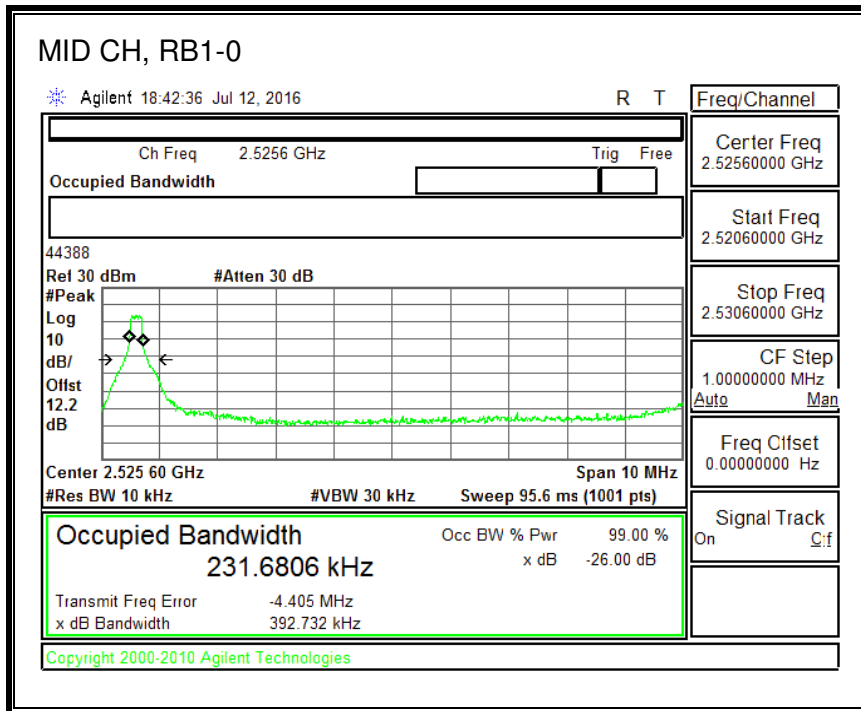 MID CH, RB1-0
Agilent 18:42:36 Jul 12, 2016 R T
Freq/Channel
Ch Freq 2.5256 GHz Trig Free
Occupied Bandwidth
Center Freq
2.52560000 GHz
Start Freq
2.52060000 GHz
44388
Ref 30 dBm #Atten 30 dB
#Peak
Log
10
dB/
Offst
12.2
dB
Stop Freq
2.53060000 GHz
CF Step
1.00000000 MHz
Auto Man
Freq Offset
0.00000000 Hz
Center 2.525 60 GHz Span 10 MHz
#Res BW 10 kHz #VBW 30 kHz Sweep 95.6 ms (1001 pts)
Signal Track
On Off
Occupied Bandwidth Occ BW % Pwr 99.00 %
231.6806 kHz x dB -26.00 dB
Transmit Freq Error -4.405 MHz
x dB Bandwidth 392.732 kHz
Copyright 2000-2010 Agilent Technologies